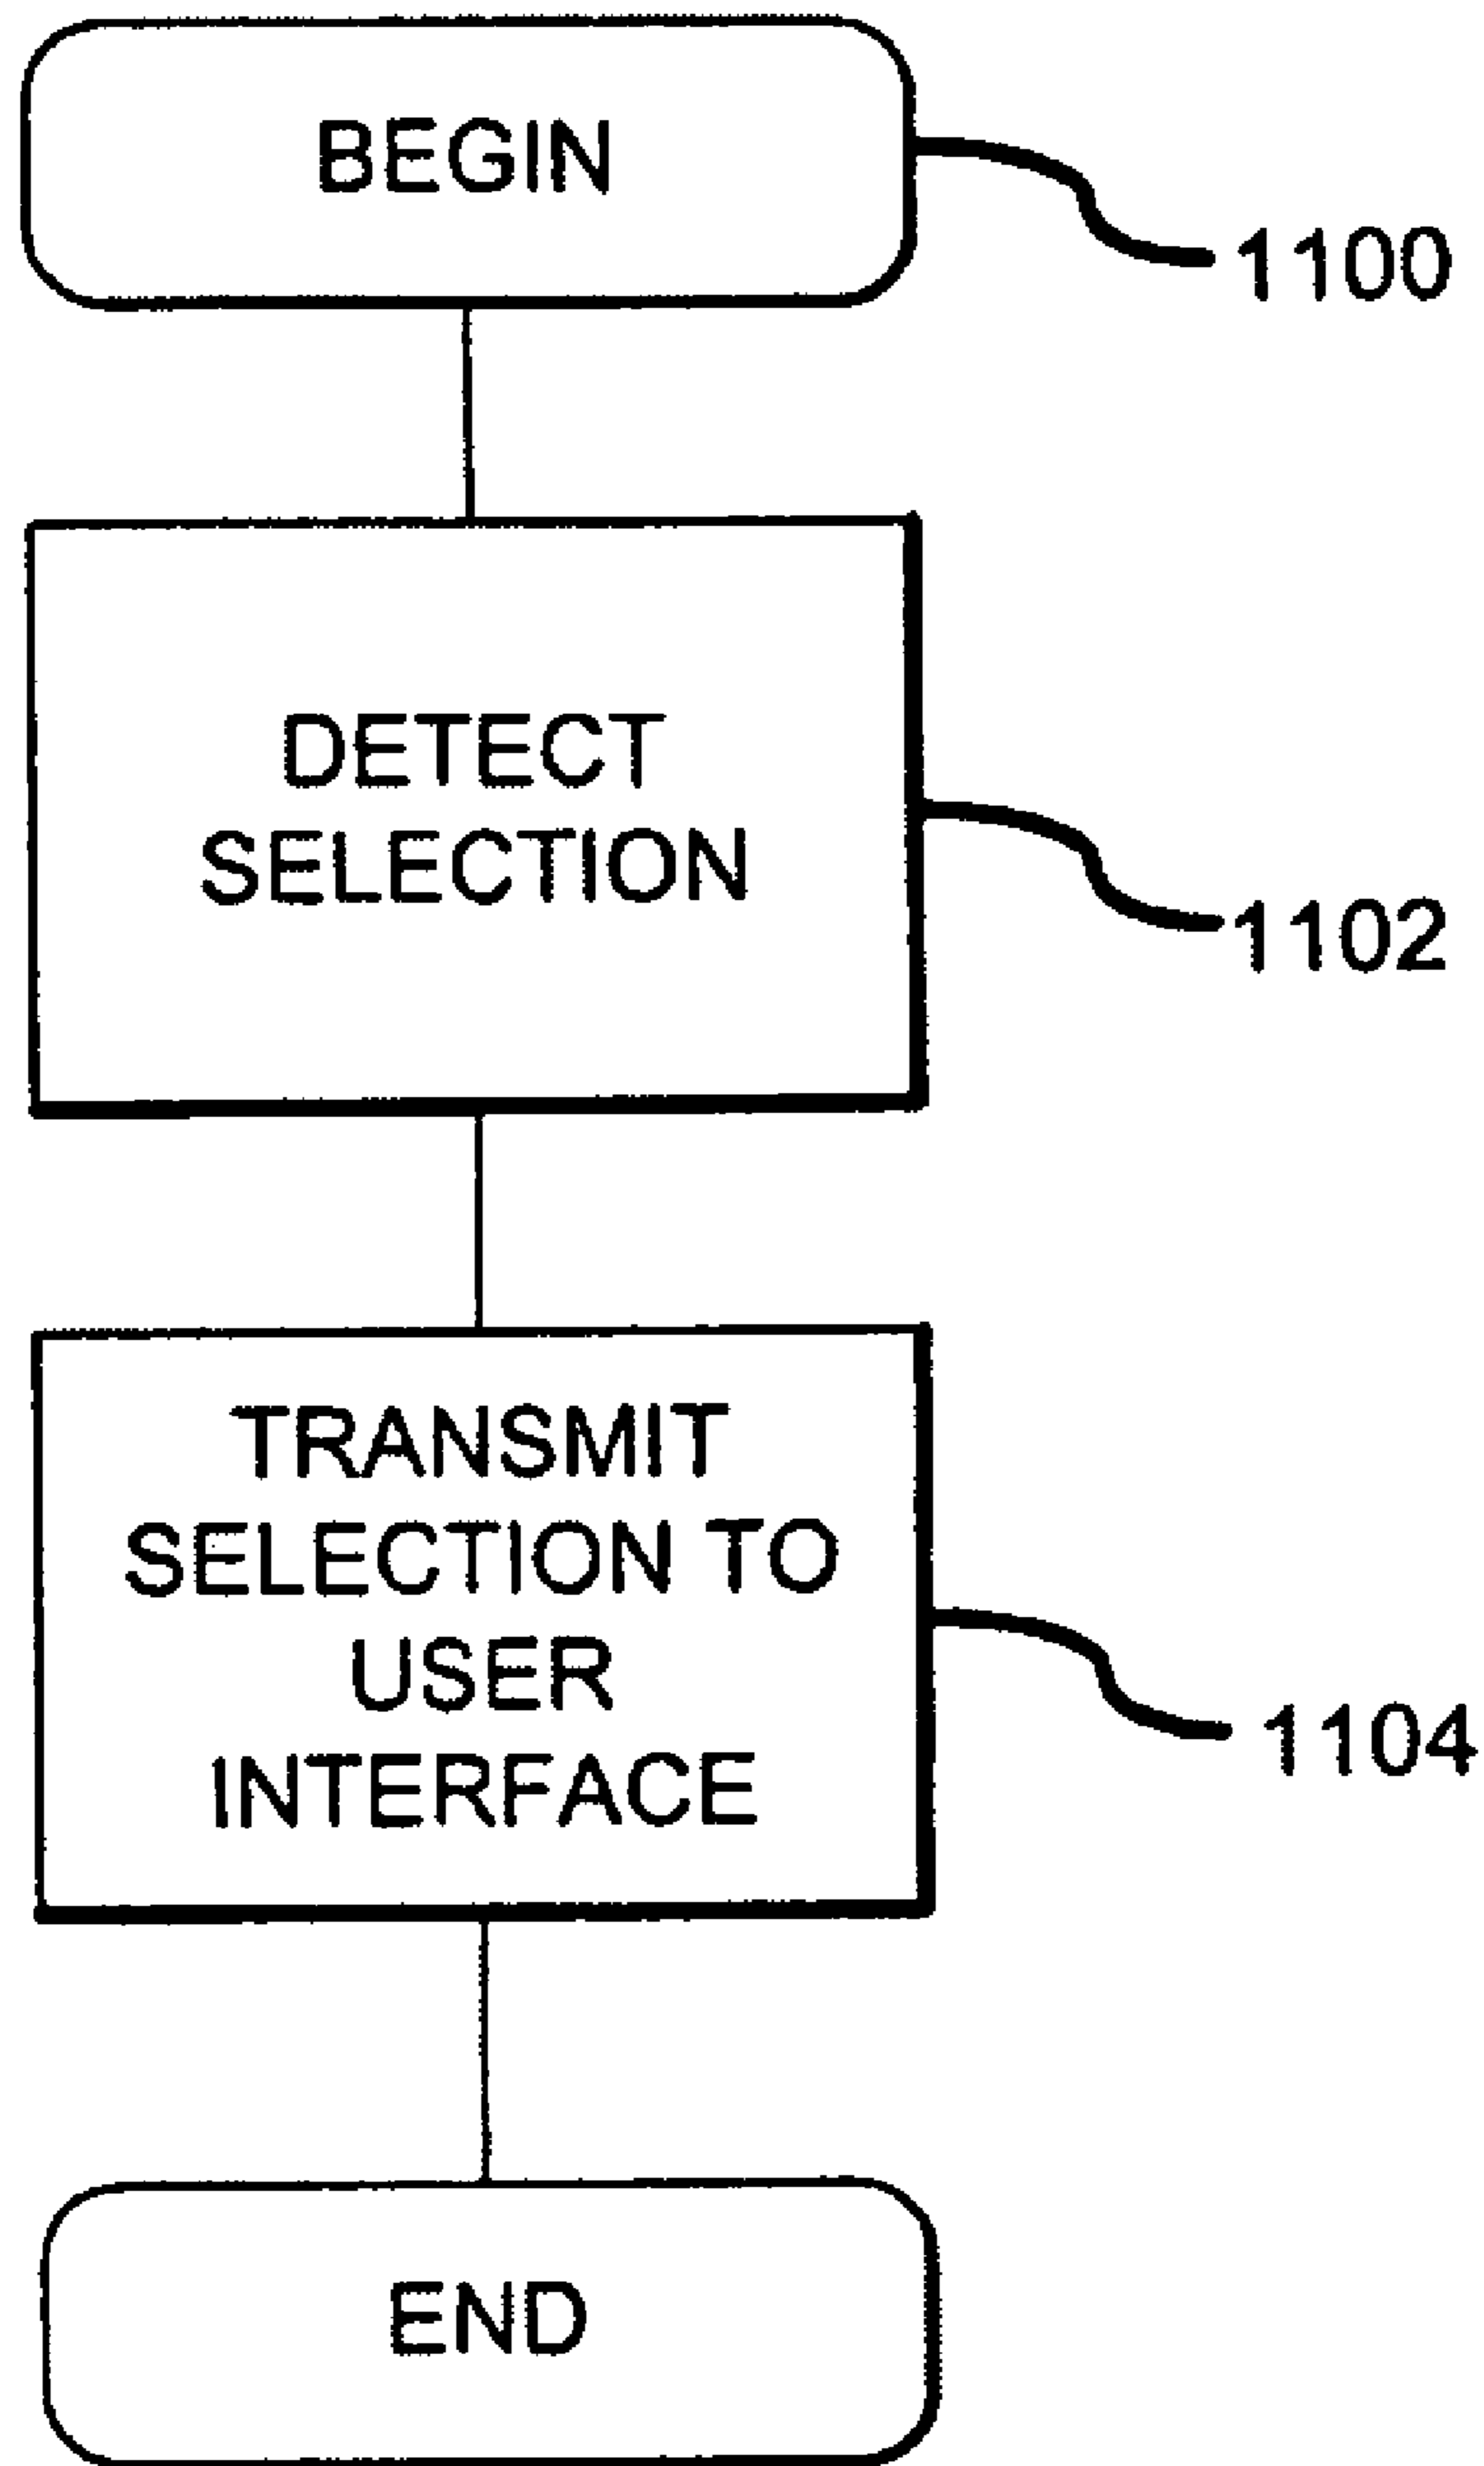 BEGIN
1100
DETECT
SELECTION
1102
TRANSMIT
SELECTION TO
USER
INTERFACE
1104
END